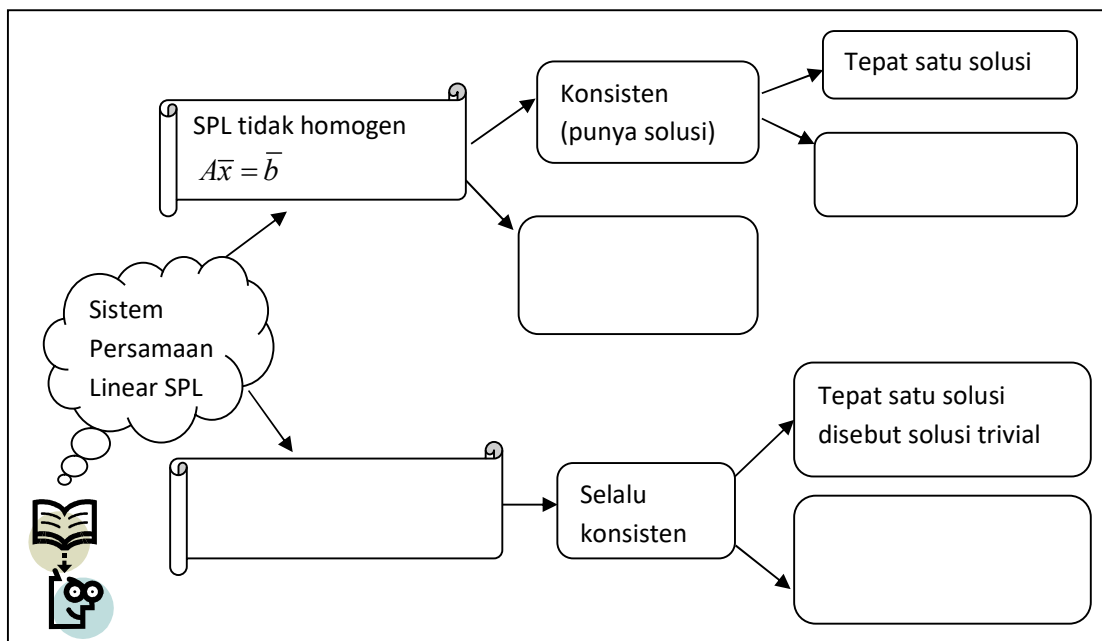 Tepat satu solusi
Konsisten
(punya solusi)
SPL tidak homogen
Ax̅ = b̅
Sistem
Persamaan
Linear SPL
Tepat satu solusi
disebut solusi trivial
Selalu
konsisten